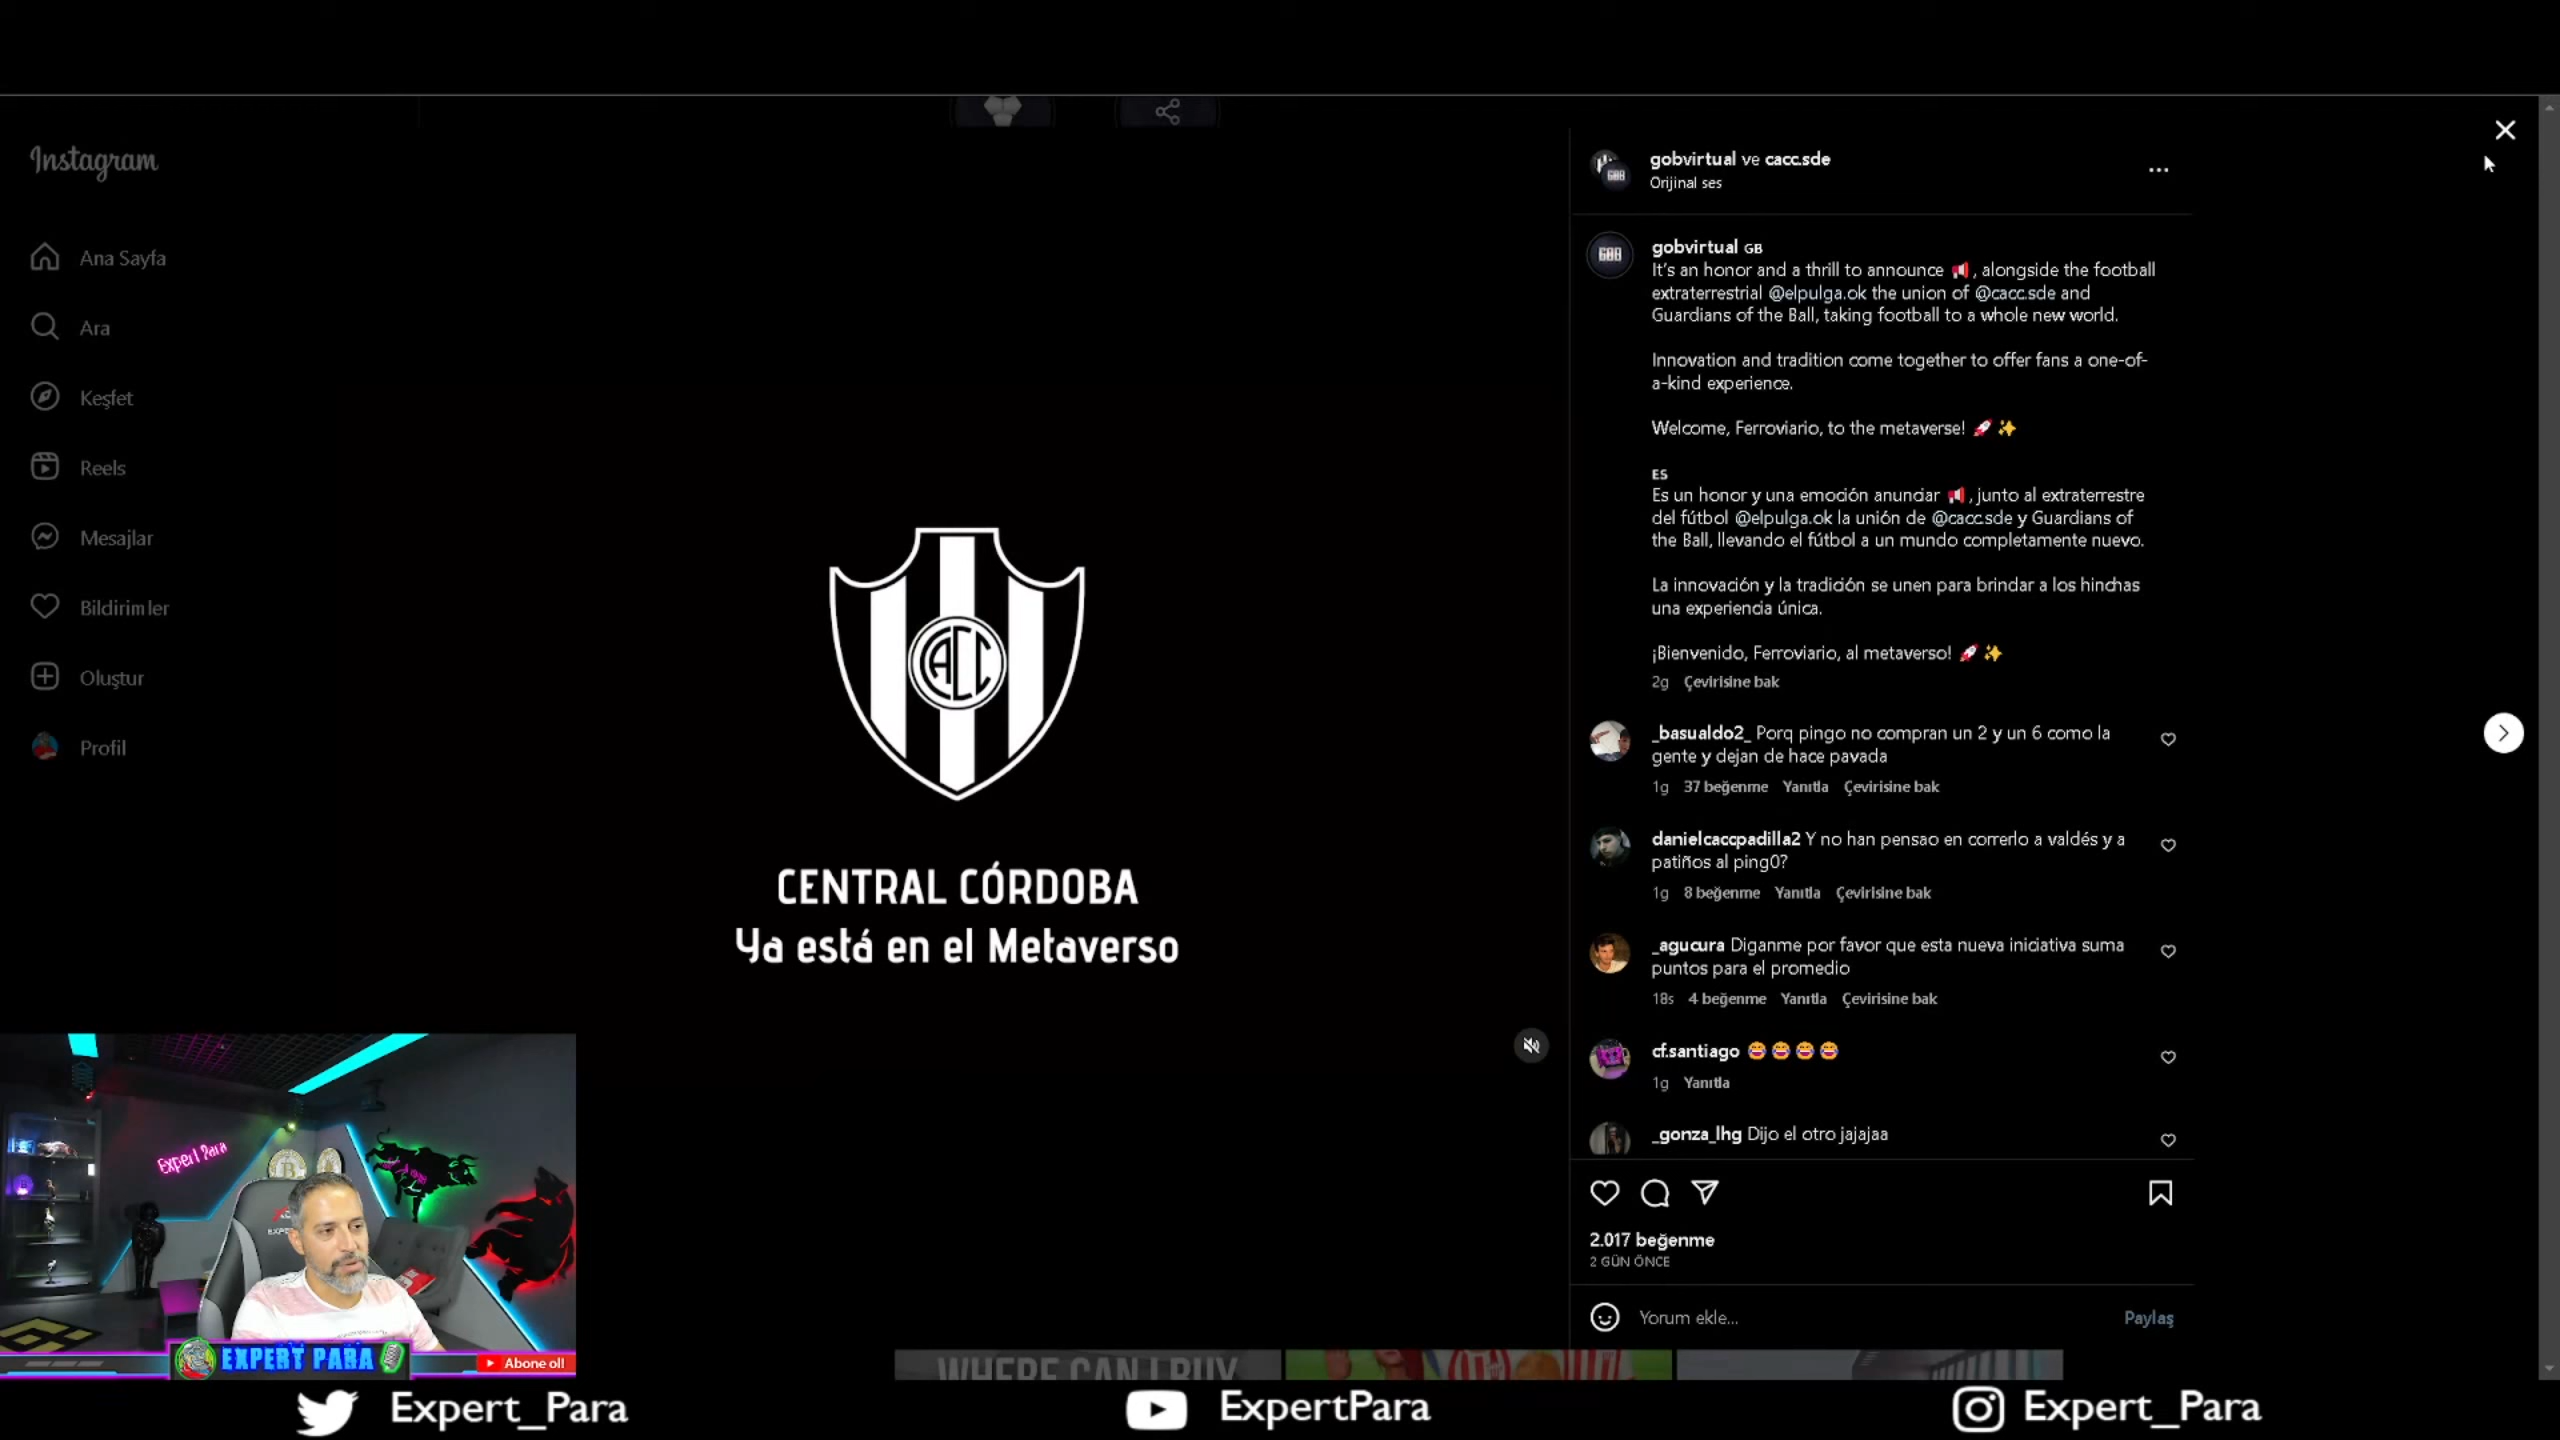 Instagram
Ana Sayfa
Ara
Keşfet
Reels
Mesajlar
Bildirimler
Oluştur
Profil
CACC
CENTRAL CÓRDOBA
Ya está en el Metaverso
gobvirtual ve cacc.sde
Orijinal ses
gobvirtual GB
It's an honor and a thrill to announce 📢, alongside the football
extraterrestrial @elpulga.ok the union of @cacc.sde and
Guardians of the Ball, taking football to a whole new world.
Innovation and tradition come together to offer fans a one-of-
a-kind experience.
Welcome, Ferroviario, to the metaverse! 🚀✨
ES
Es un honor y una emoción anunciar 📢, junto al extraterrestre
del fútbol @elpulga.ok la unión de @cacc.sde y Guardians of
the Ball, llevando el fútbol a un mundo completamente nuevo.
La innovación y la tradición se unen para brindar a los hinchas
una experiencia única.
¡Bienvenido, Ferroviario, al metaverso! 🚀✨
2g Çevirisine bak
_basualdo2_ Porq pingo no compran un 2 y un 6 como la
gente y dejan de hace pavada
1g 37 beğenme Yanıtla Çevirisine bak
danielcaccpadilla2 Y no han pensao en correrlo a valdés y a
patiños al ping0?
1g 8 beğenme Yanıtla Çevirisine bak
_agucura Diganme por favor que esta nueva iniciativa suma
puntos para el promedio
18s 4 beğenme Yanıtla Çevirisine bak
cf.santiago 😂😂😂😂
1g Yanıtla
_gonza_lhg Dijo el otro jajajaa
2.017 beğenme
2 GÜN ÖNCE
Yorum ekle...
Paylaş
WHERE CAN I BUY
Expert Para
EXPERT PARA
Abone ol!
Expert_Para
ExpertPara
Expert_Para